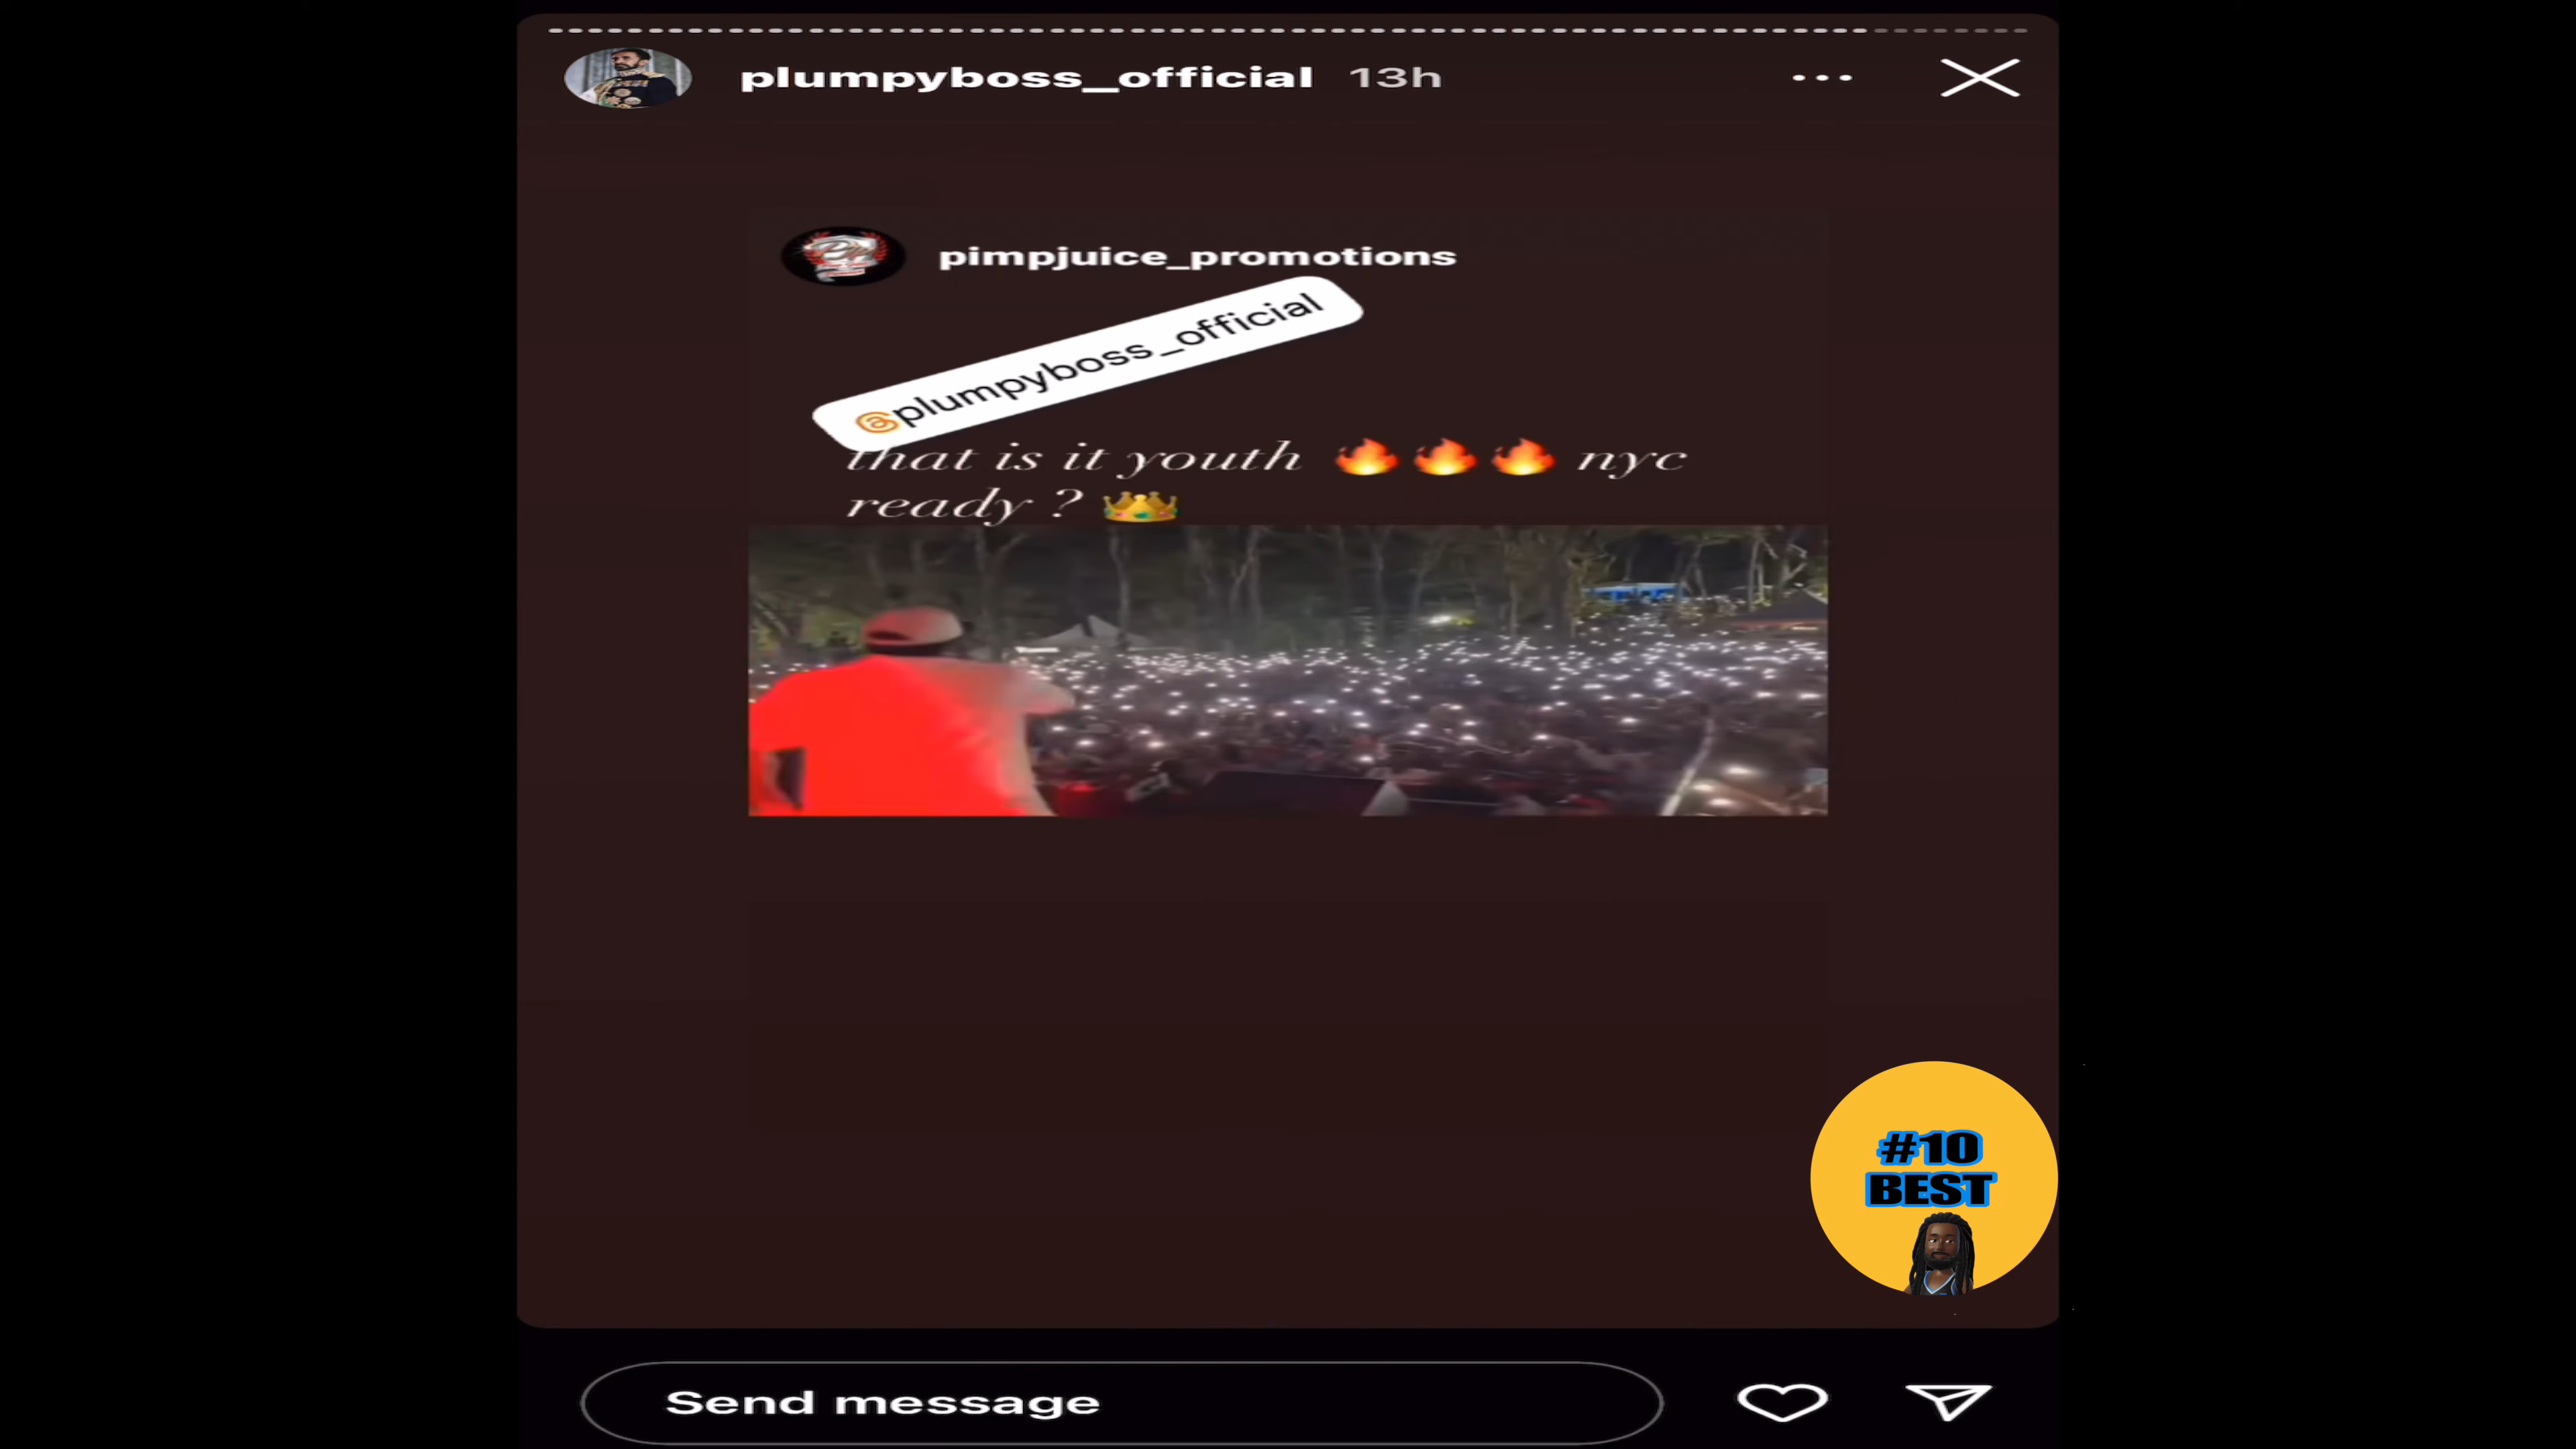 plumpyboss_official 13h
pimpjuice_promotions
@plumpyboss_official
that is it youth 🔥🔥🔥 nyc
ready ? 👑
#10
BEST
Send message